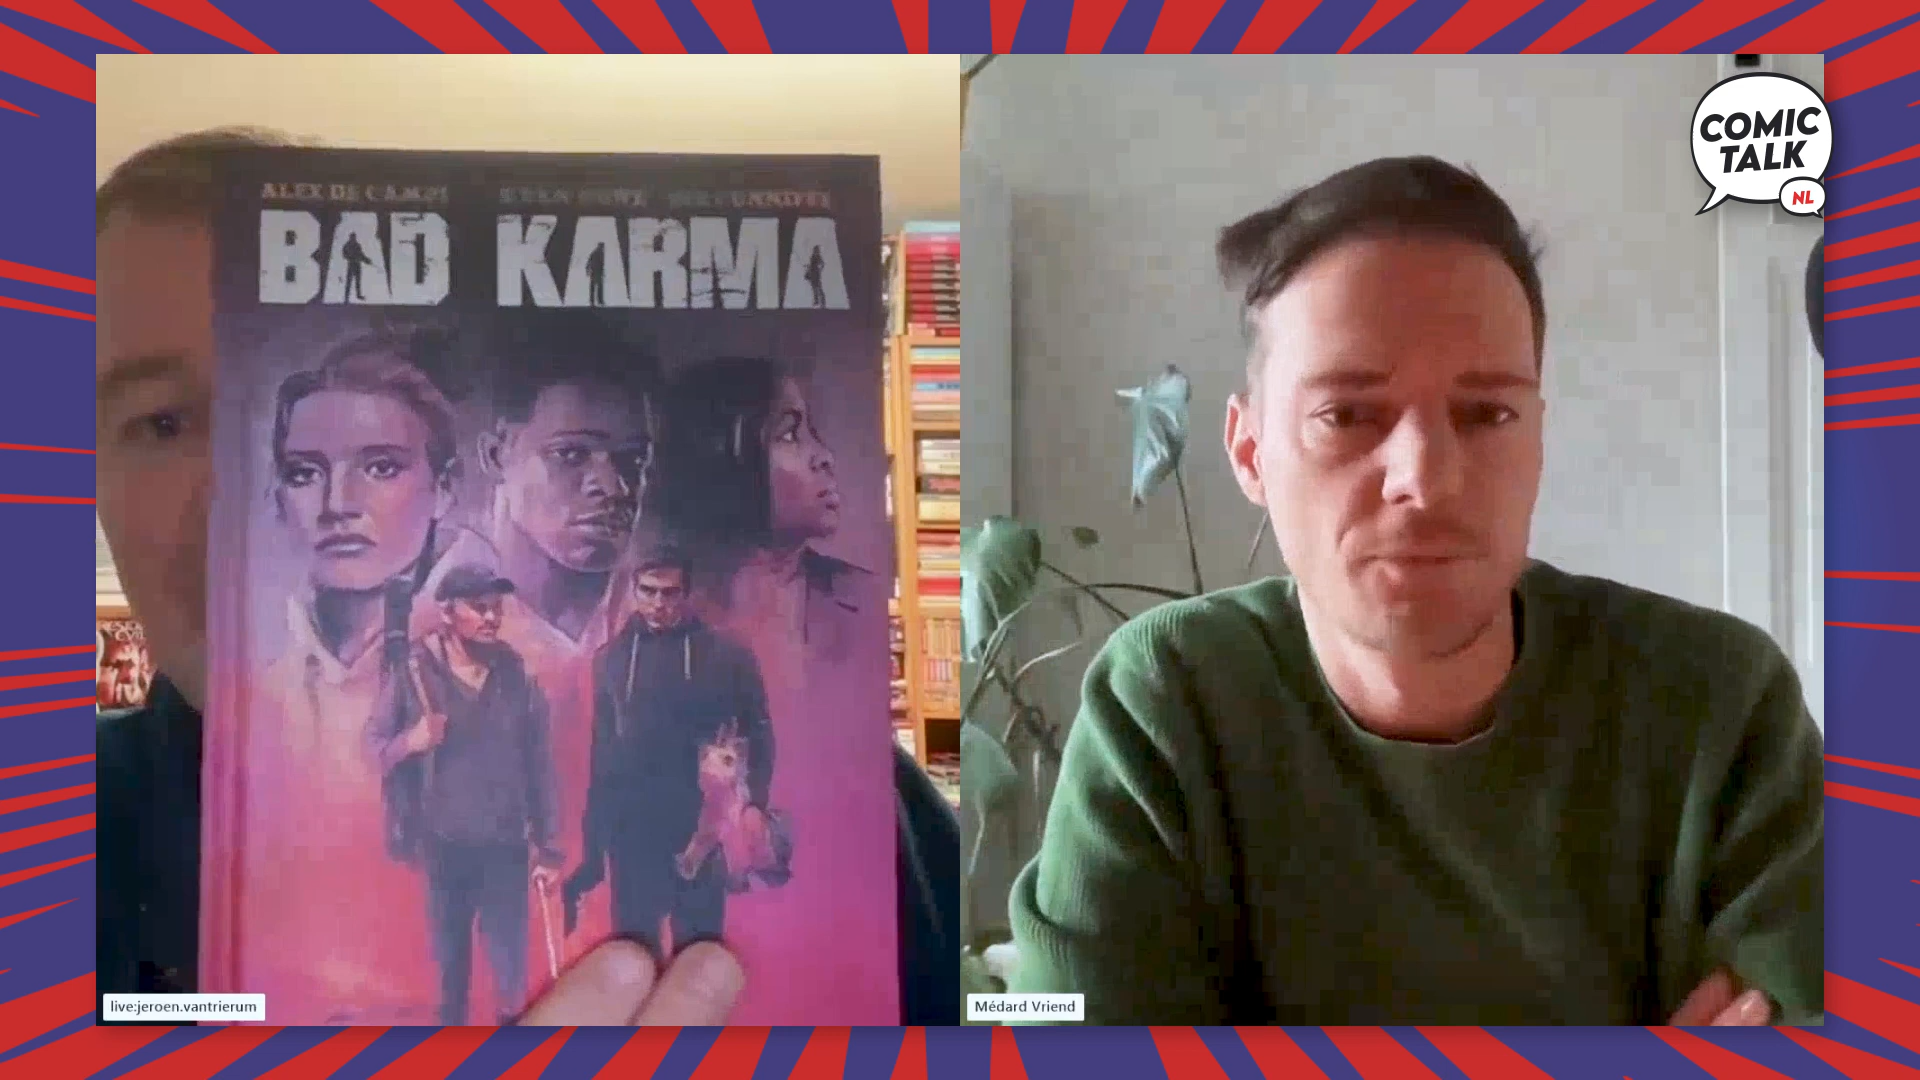 ALEX DE CAMPI
BAD KARMA
COMIC
TALK
NL
live:jeroen.vantrierum
Médard Vriend